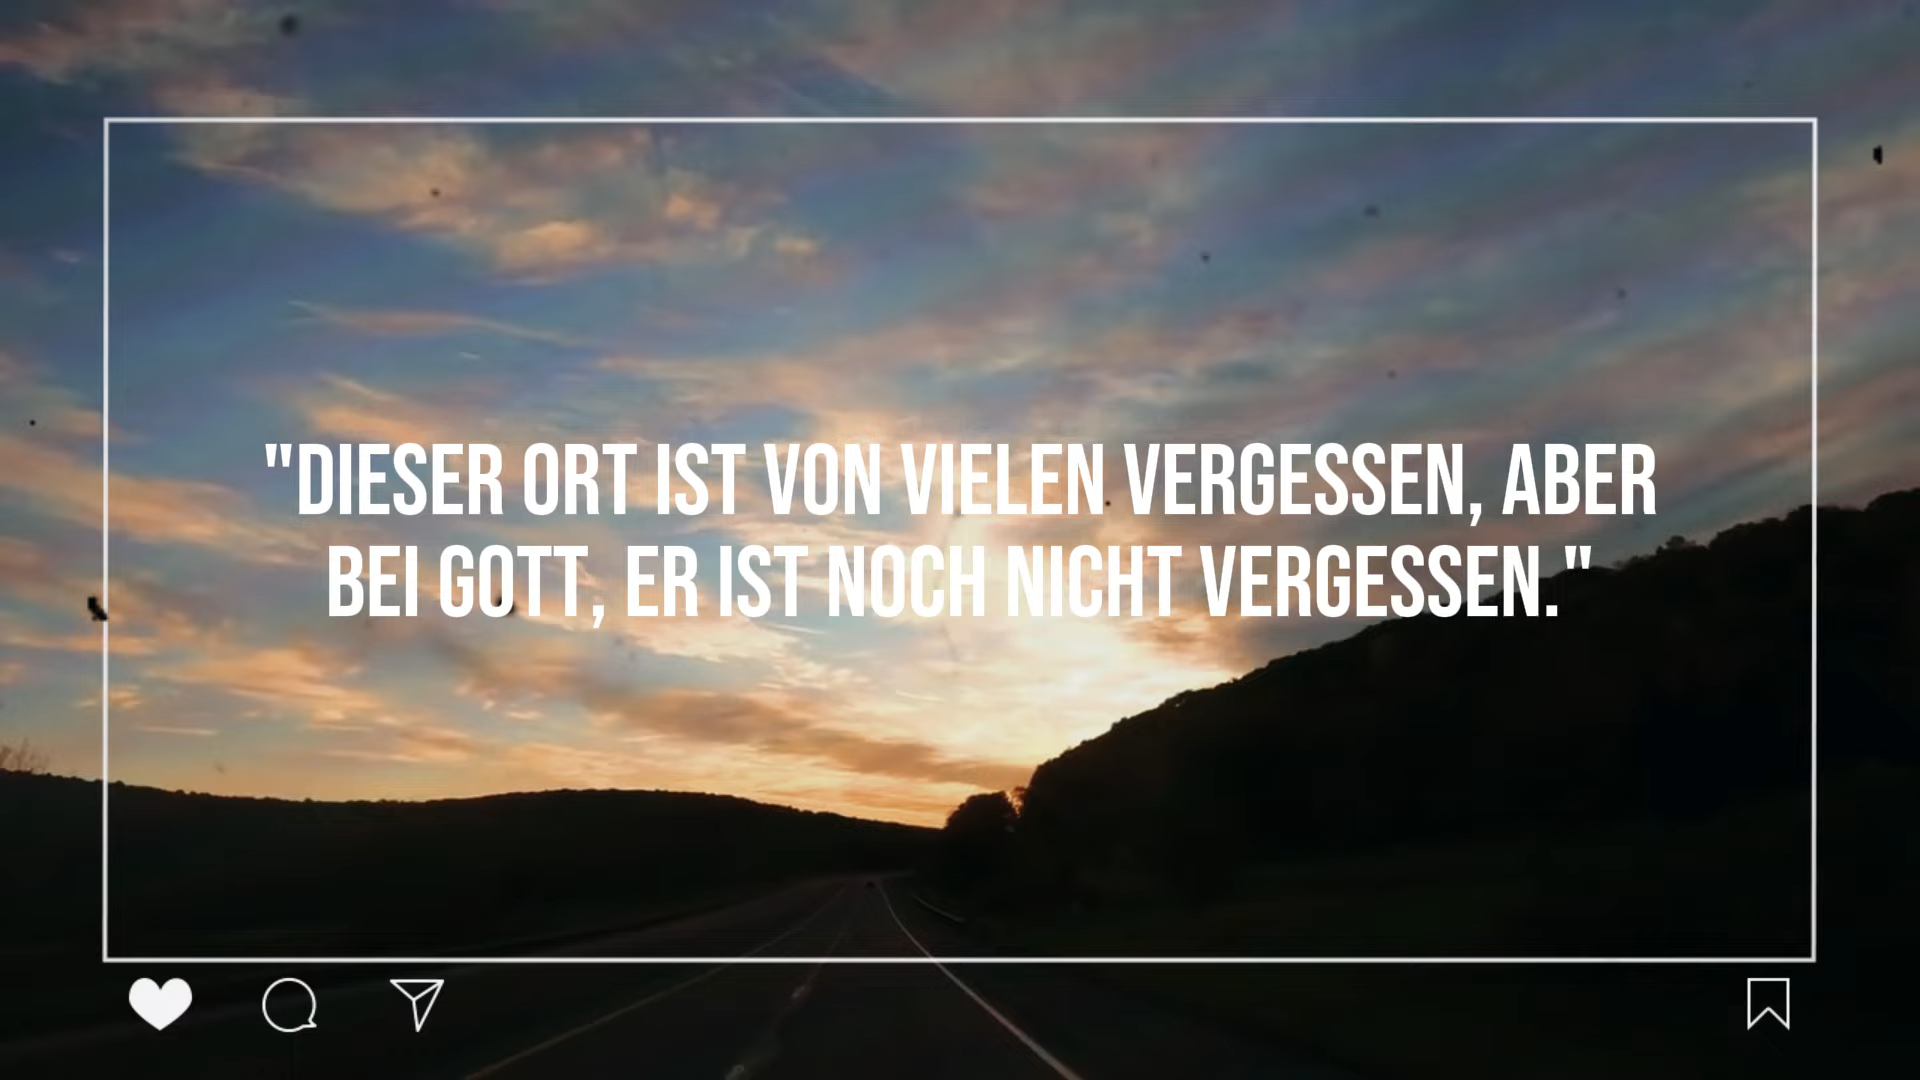 "DIESER ORT IST VON VIELEN VERGESSEN, ABER
BEI GOTT, ER IST NOCH NICHT VERGESSEN."